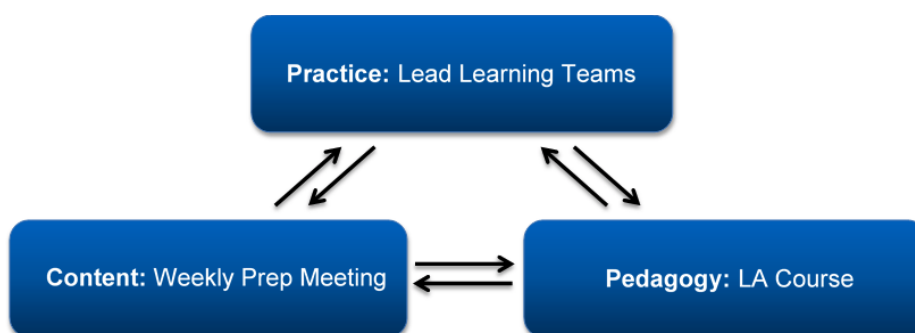 Practice: Lead Learning Teams
Content: Weekly Prep Meeting
Pedagogy: LA Course